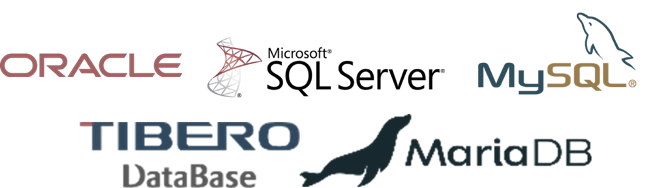 ORACLE
Microsoft®
SQL Server®
MySQL®
TIBERO
DataBase
MariaDB